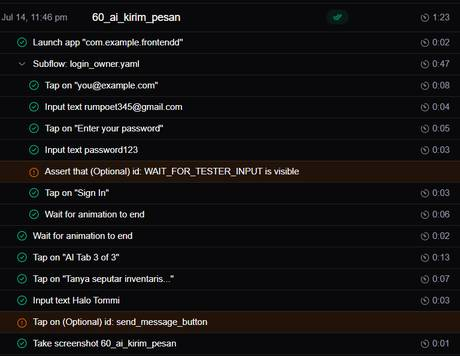 Jul 14, 11:46 pm 60_ai_kirim_pesan 1:23
Launch app "com.example.frontendd" 0:02
Subflow: login_owner.yaml 0:47
Tap on "you@example.com" 0:08
Input text rumpoet345@gmail.com 0:04
Tap on "Enter your password" 0:05
Input text password123 0:03
Assert that (Optional) id: WAIT_FOR_TESTER_INPUT is visible
Tap on "Sign In" 0:03
Wait for animation to end 0:06
Wait for animation to end 0:02
Tap on "AI Tab 3 of 3" 0:13
Tap on "Tanya seputar inventaris..." 0:07
Input text Halo Tommi 0:03
Tap on (Optional) id: send_message_button
Take screenshot 60_ai_kirim_pesan 0:01